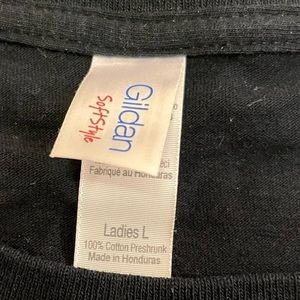 Gildan
SoftStyle
Fabriqué au Honduras
Ladies L
100% Cotton Preshrunk
Made in Honduras